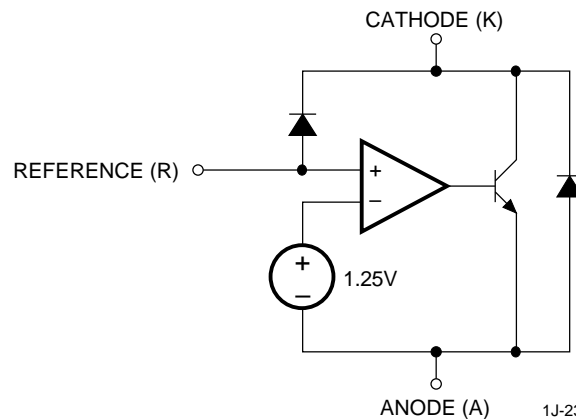 CATHODE (K)
REFERENCE (R)
+
–
+
–
1.25V
ANODE (A)